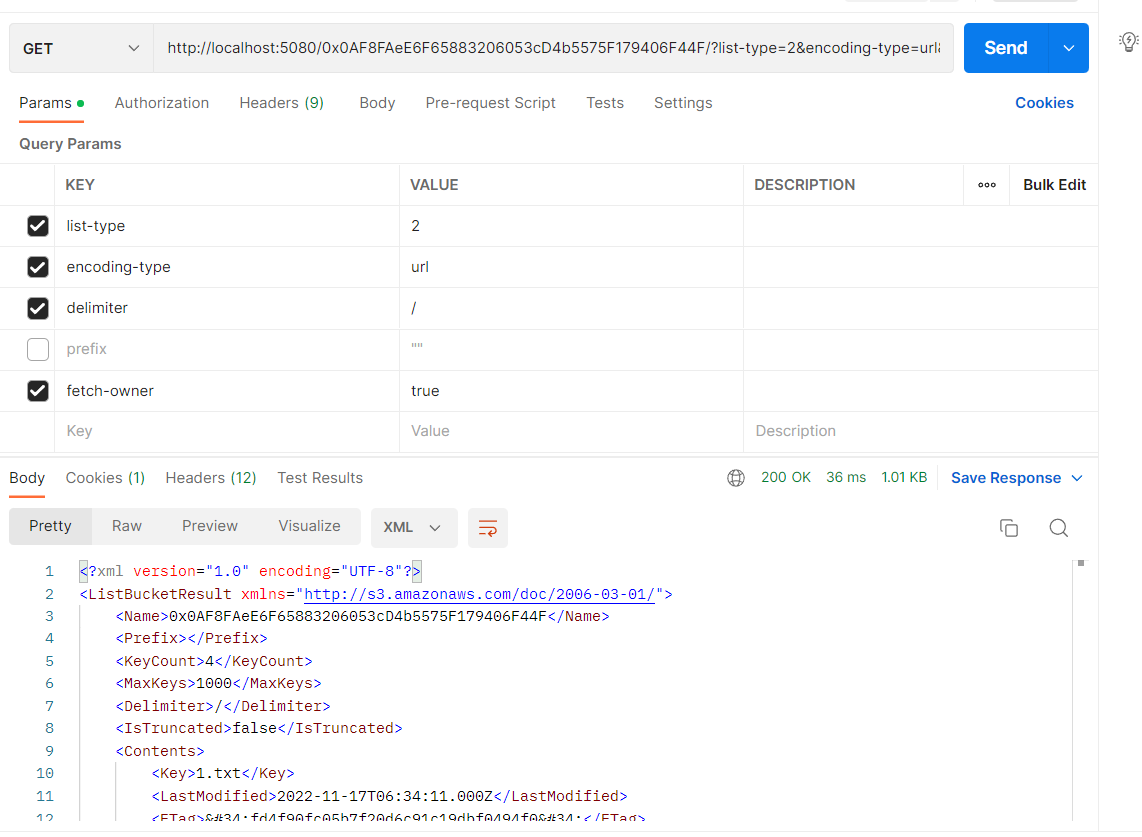 GET http://localhost:5080/0x0AF8FAeE6F65883206053cD4b5575F179406F44F/?list-type=2&encoding-type=url& Send
Params Authorization Headers (9) Body Pre-request Script Tests Settings Cookies
Query Params
KEY VALUE DESCRIPTION ooo Bulk Edit
list-type 2
encoding-type url
delimiter /
prefix ""
fetch-owner true
Key Value Description
Body Cookies (1) Headers (12) Test Results 200 OK 36 ms 1.01 KB Save Response
Pretty Raw Preview Visualize XML
1 <?xml version="1.0" encoding="UTF-8"?>
2 <ListBucketResult xmlns="http://s3.amazonaws.com/doc/2006-03-01/">
3 <Name>0x0AF8FAeE6F65883206053cD4b5575F179406F44F</Name>
4 <Prefix></Prefix>
5 <KeyCount>4</KeyCount>
6 <MaxKeys>1000</MaxKeys>
7 <Delimiter>/</Delimiter>
8 <IsTruncated>false</IsTruncated>
9 <Contents>
10 <Key>1.txt</Key>
11 <LastModified>2022-11-17T06:34:11.000Z</LastModified>
12 <ETag>&#34;fd4f90fc05b7f20d6c91c19dbf0494f0&#34;</ETag>